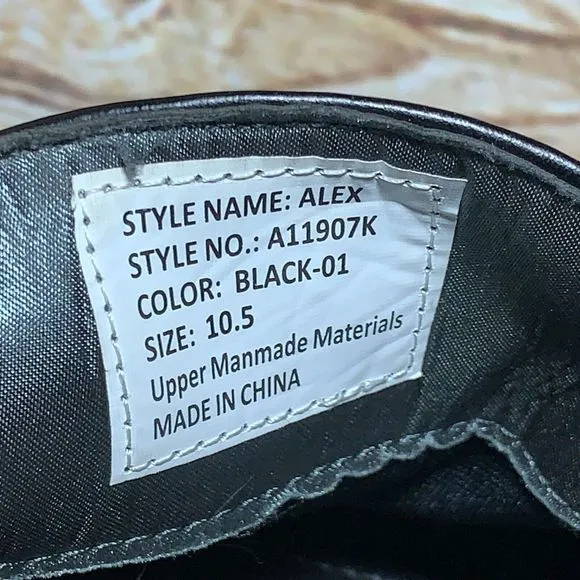 STYLE NAME: ALEX
STYLE NO.: A11907K
COLOR: BLACK-01
SIZE: 10.5
Upper Manmade Materials
MADE IN CHINA